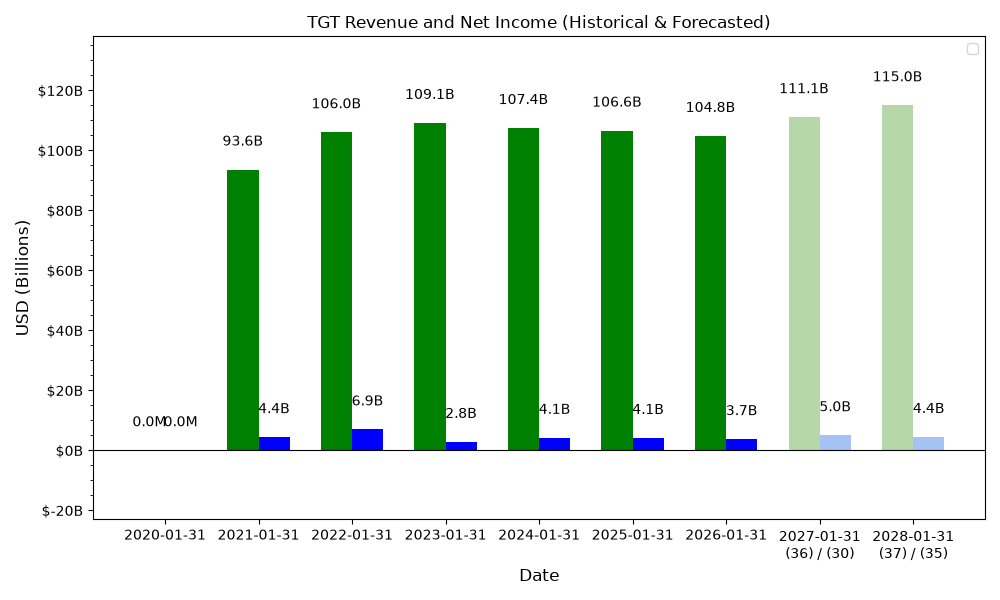 TGT Revenue and Net Income (Historical & Forecasted)
USD (Billions)
$120B
$100B
$80B
$60B
$40B
$20B
$0B
$-20B
0.0M
0.0M
93.6B
4.4B
106.0B
6.9B
109.1B
2.8B
107.4B
4.1B
106.6B
4.1B
104.8B
3.7B
111.1B
5.0B
115.0B
4.4B
2020-01-31
2021-01-31
2022-01-31
2023-01-31
2024-01-31
2025-01-31
2026-01-31
2027-01-31
(36) / (30)
2028-01-31
(37) / (35)
Date